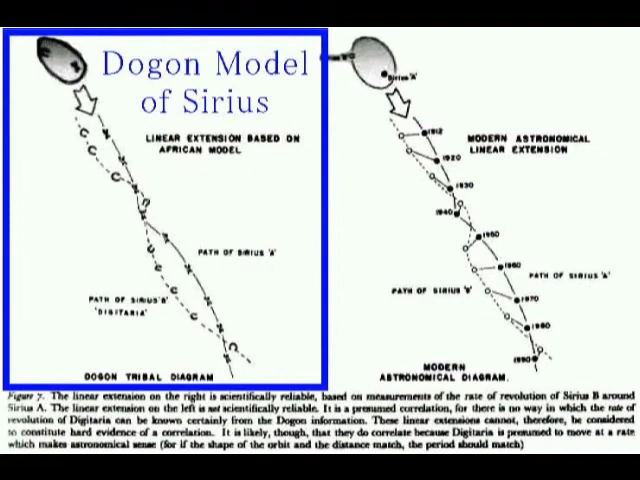 Dogon Model
of Sirius
LINEAR EXTENSION BASED ON
AFRICAN MODEL
PATH OF SIRIUS 'A'
PATH OF SIRIUS 'B'
'DIGITARIA'
DOGON TRIBAL DIAGRAM
Sirius 'A'
MODERN ASTRONOMICAL
LINEAR EXTENSION
1912
1920
1930
1940
1950
1960
1970
1980
1990
PATH OF SIRIUS 'A'
PATH OF SIRIUS 'B'
MODERN
ASTRONOMICAL DIAGRAM.
Figure 7. The linear extension on the right is scientifically reliable, based on measurements of the rate of revolution of Sirius B around
Sirius A. The linear extension on the left is not scientifically reliable. It is a presumed correlation, for there is no way in which the rate of
revolution of Digitaria can be known certainly from the Dogon information. These linear extensions cannot, therefore, be considered
to constitute hard evidence of a correlation. It is likely, though, that they do correlate because Digitaria is presumed to move at a rate
which makes astronomical sense (for if the shape of the orbit and the distance match, the period should match)